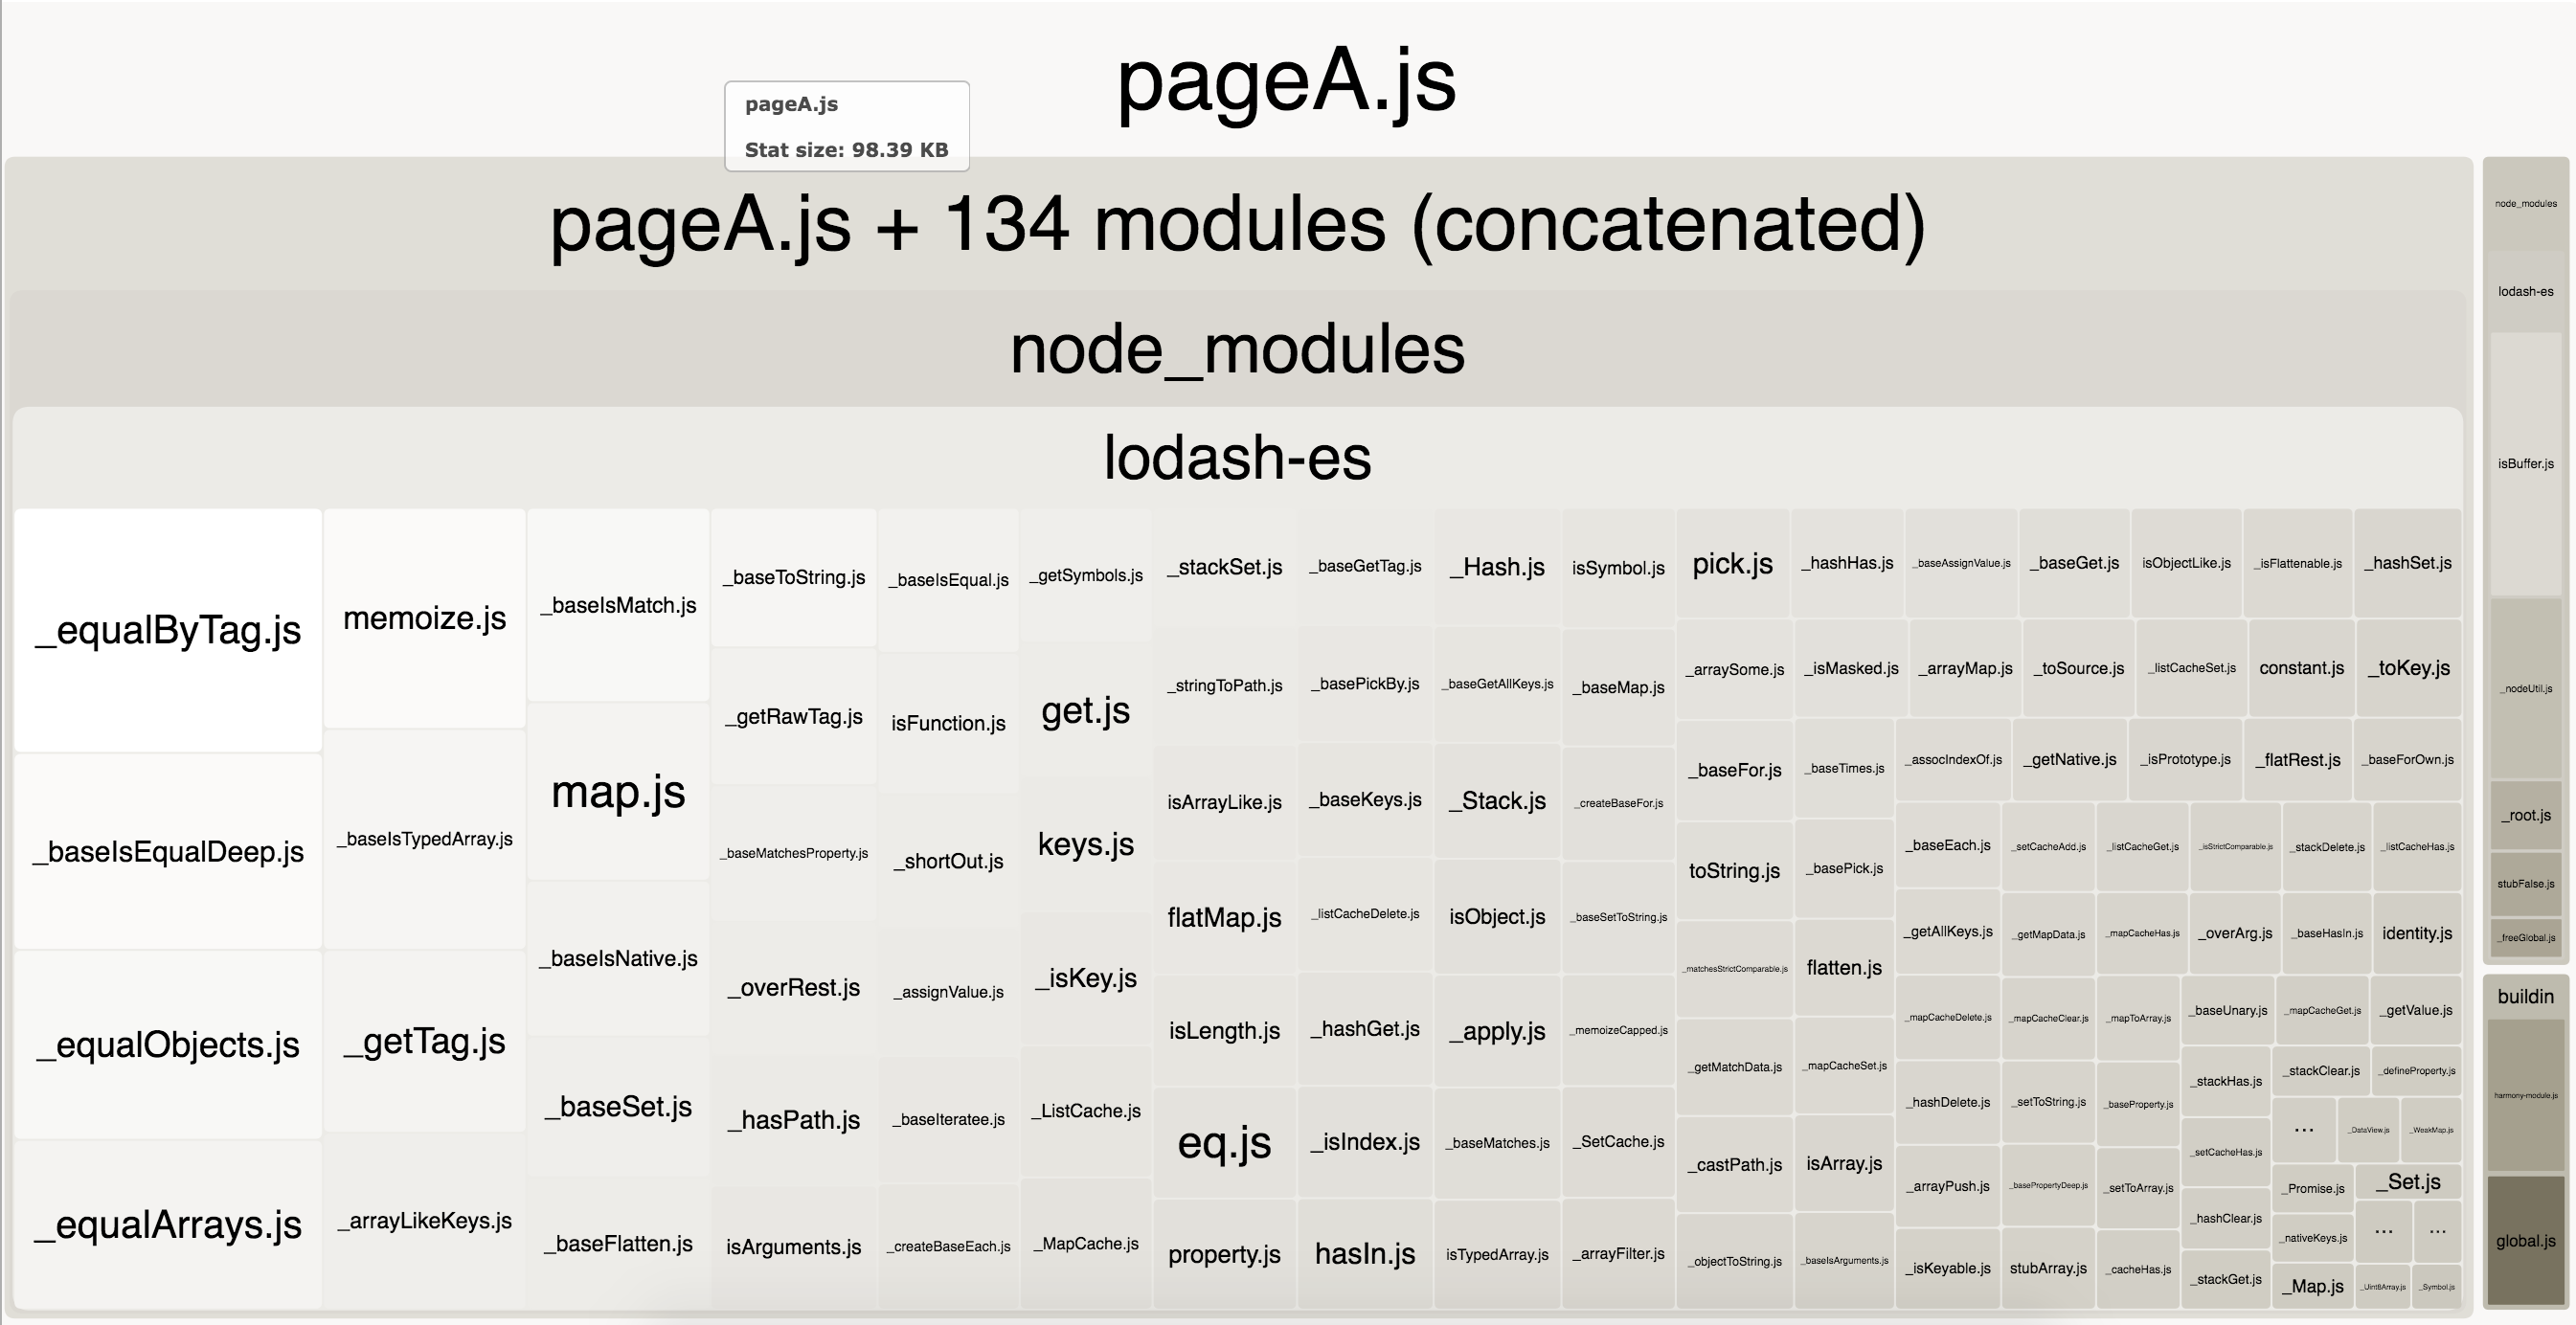 pageA.js
pageA.js
Stat size: 98.39 KB
pageA.js + 134 modules (concatenated)
node_modules
lodash-es
_equalByTag.js
_baseIsEqualDeep.js
_equalObjects.js
_equalArrays.js
memoize.js
_baseIsTypedArray.js
_getTag.js
_arrayLikeKeys.js
_baseIsMatch.js
map.js
_baseIsNative.js
_baseSet.js
_baseFlatten.js
_baseToString.js
_getRawTag.js
_baseMatchesProperty.js
_overRest.js
_hasPath.js
isArguments.js
_baseIsEqual.js
isFunction.js
_shortOut.js
_assignValue.js
_baseIteratee.js
_createBaseEach.js
_getSymbols.js
get.js
keys.js
_isKey.js
_ListCache.js
_MapCache.js
_stackSet.js
_stringToPath.js
isArrayLike.js
flatMap.js
isLength.js
eq.js
property.js
_baseGetTag.js
_basePickBy.js
_baseKeys.js
_listCacheDelete.js
_hashGet.js
_isIndex.js
hasIn.js
_Hash.js
_baseGetAllKeys.js
_Stack.js
isObject.js
_apply.js
_baseMatches.js
isTypedArray.js
isSymbol.js
_baseMap.js
_createBaseFor.js
_baseSetToString.js
_memoizeCapped.js
_SetCache.js
_arrayFilter.js
pick.js
_hashHas.js
_baseAssignValue.js
_baseGet.js
isObjectLike.js
_isFlattenable.js
_hashSet.js
_arraySome.js
_isMasked.js
_arrayMap.js
_toSource.js
_listCacheSet.js
constant.js
_toKey.js
_baseFor.js
toString.js
_matchesStrictComparable.js
_getMatchData.js
_castPath.js
_objectToString.js
_baseTimes.js
_basePick.js
flatten.js
_mapCacheSet.js
isArray.js
_baseIsArguments.js
_assocIndexOf.js
_getNative.js
_isPrototype.js
_flatRest.js
_baseForOwn.js
_baseEach.js
_getAllKeys.js
_mapCacheDelete.js
_hashDelete.js
_arrayPush.js
_isKeyable.js
_setCacheAdd.js
_getMapData.js
_mapCacheClear.js
_setToString.js
_basePropertyDeep.js
stubArray.js
_listCacheGet.js
_isStrictComparable.js
_stackDelete.js
_listCacheHas.js
_mapCacheHas.js
_overArg.js
_baseHasIn.js
identity.js
_mapToArray.js
_baseProperty.js
_setToArray.js
_cacheHas.js
_baseUnary.js
_mapCacheGet.js
_getValue.js
_stackHas.js
_setCacheHas.js
_hashClear.js
_stackGet.js
_stackClear.js
_defineProperty.js
...
_DataView.js
_WeakMap.js
_Promise.js
_Set.js
_nativeKeys.js
...
...
_Map.js
_Uint8Array.js
_Symbol.js
node_modules
lodash-es
isBuffer.js
_nodeUtil.js
_root.js
stubFalse.js
_freeGlobal.js
buildin
harmony-module.js
global.js